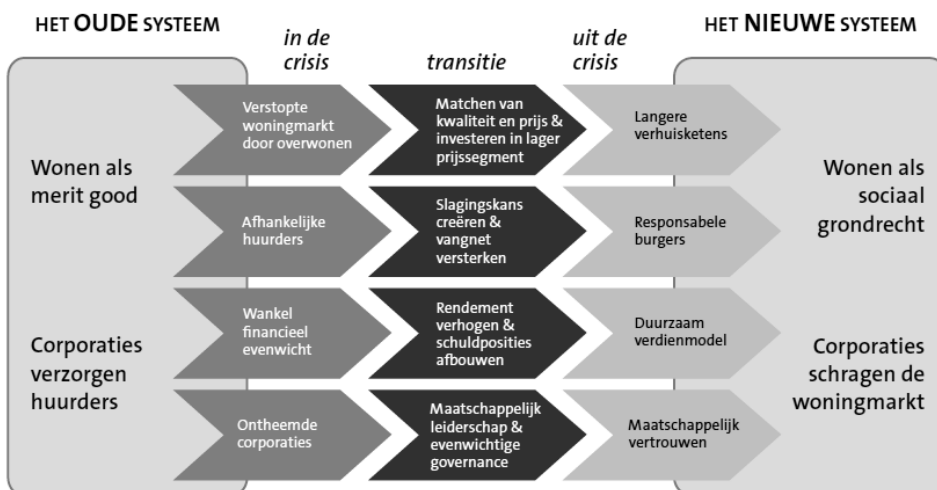 HET OUDE SYSTEEM
in de
crisis
transitie
uit de
crisis
HET NIEUWE SYSTEEM
Wonen als
merit good
Verstopte
woningmarkt
door overwonen
Matchen van
kwaliteit en prijs &
investeren in lager
prijssegment
Langere
verhuisketens
Wonen als
sociaal
grondrecht
Afhankelijke
huurders
Slagingskans
creëren &
vangnet
versterken
Responsabele
burgers
Corporaties
verzorgen
huurders
Wankel
financieel
evenwicht
Rendement
verhogen &
schuldposities
afbouwen
Duurzaam
verdienmodel
Corporaties
schragen de
woningmarkt
Ontheemde
corporaties
Maatschappelijk
leiderschap &
evenwichtige
governance
Maatschappelijk
vertrouwen